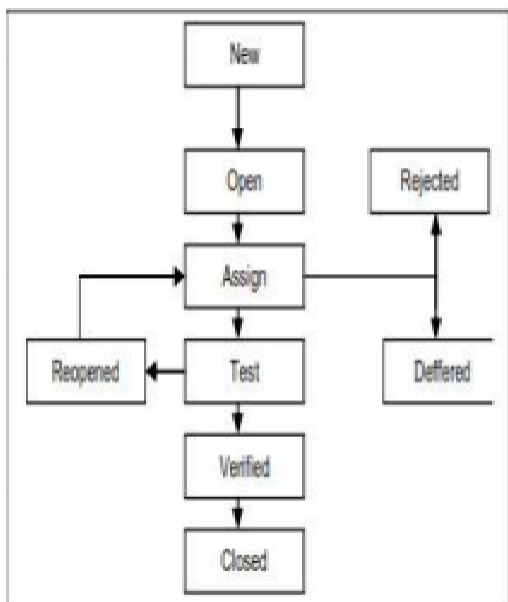 New
Open
Rejected
Assign
Reopened
Test
Deffered
Verified
Closed